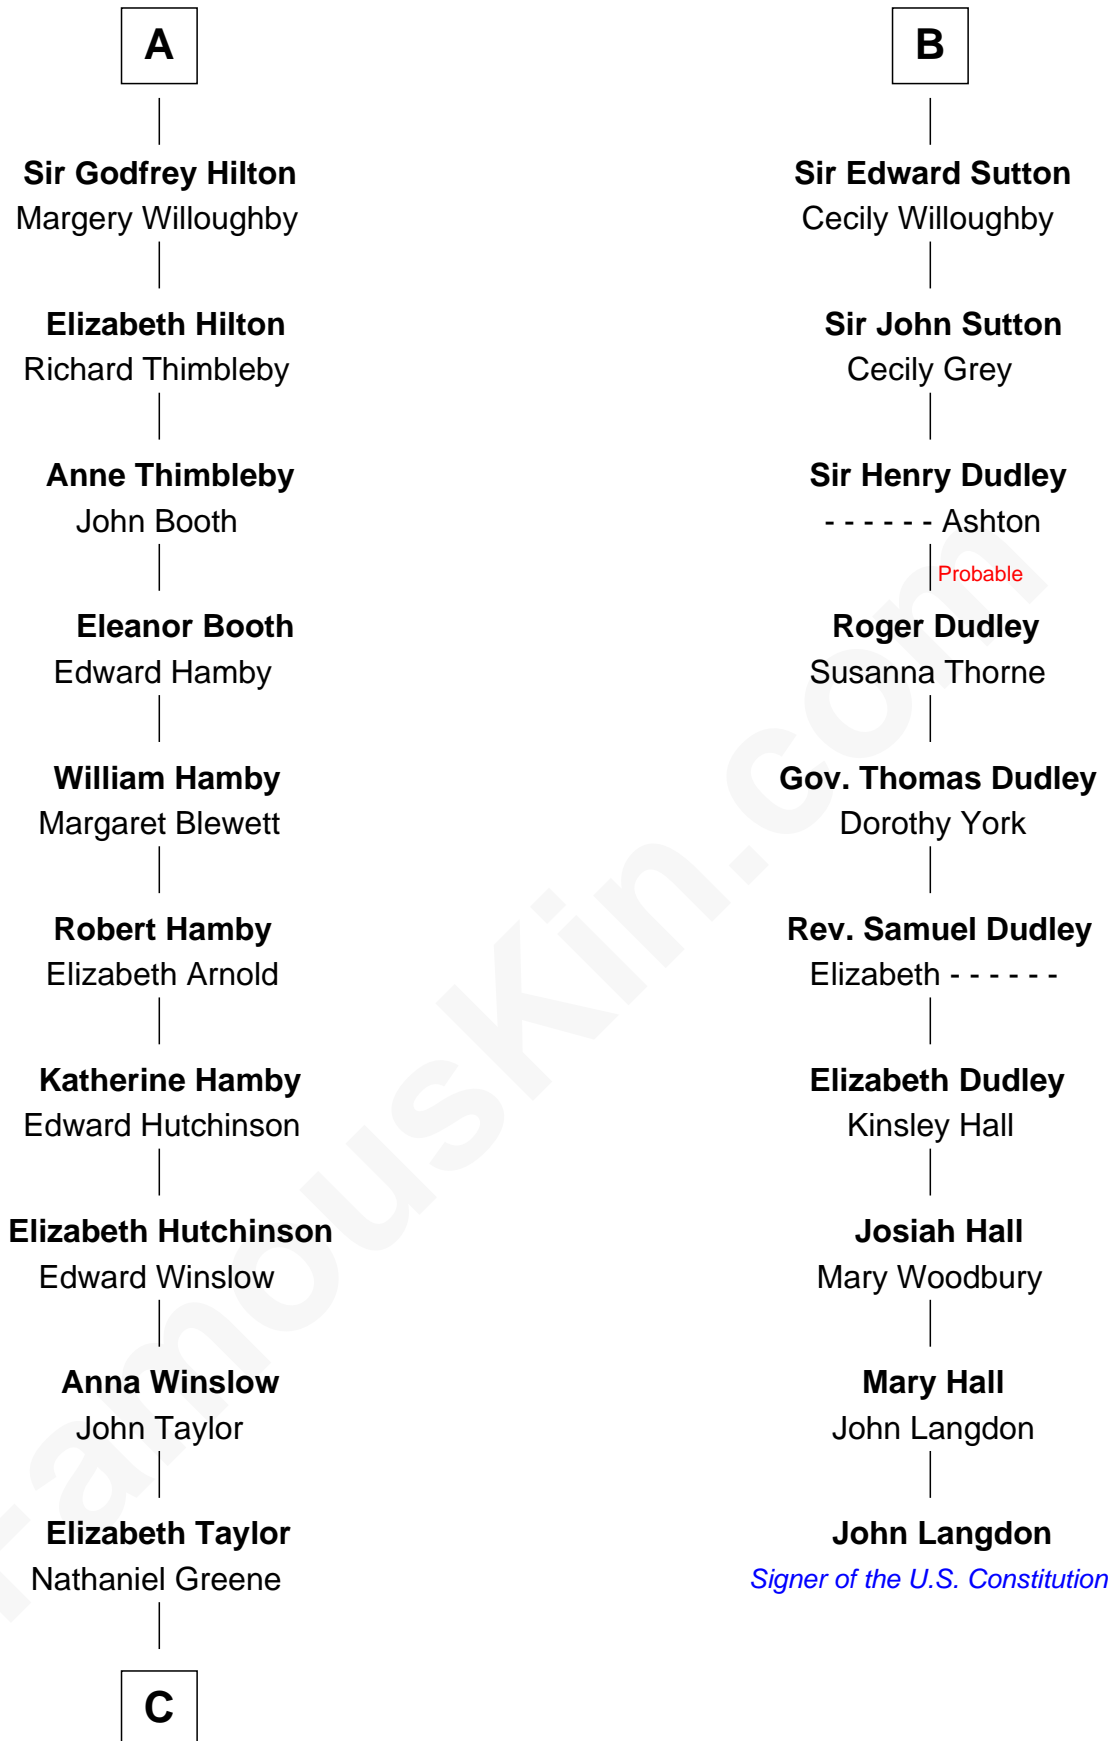 A
Sir Godfrey Hilton
Margery Willoughby
Elizabeth Hilton
Richard Thimbleby
Anne Thimbleby
John Booth
Eleanor Booth
Edward Hamby
William Hamby
Margaret Blewett
Robert Hamby
Elizabeth Arnold
Katherine Hamby
Edward Hutchinson
Elizabeth Hutchinson
Edward Winslow
Anna Winslow
John Taylor
Elizabeth Taylor
Nathaniel Greene
C
B
Sir Edward Sutton
Cecily Willoughby
Sir John Sutton
Cecily Grey
Sir Henry Dudley
- - - - - - Ashton
Probable
Roger Dudley
Susanna Thorne
Gov. Thomas Dudley
Dorothy York
Rev. Samuel Dudley
Elizabeth - - - - - -
Elizabeth Dudley
Kinsley Hall
Josiah Hall
Mary Woodbury
Mary Hall
John Langdon
John Langdon
Signer of the U.S. Constitution
FamousKin.com